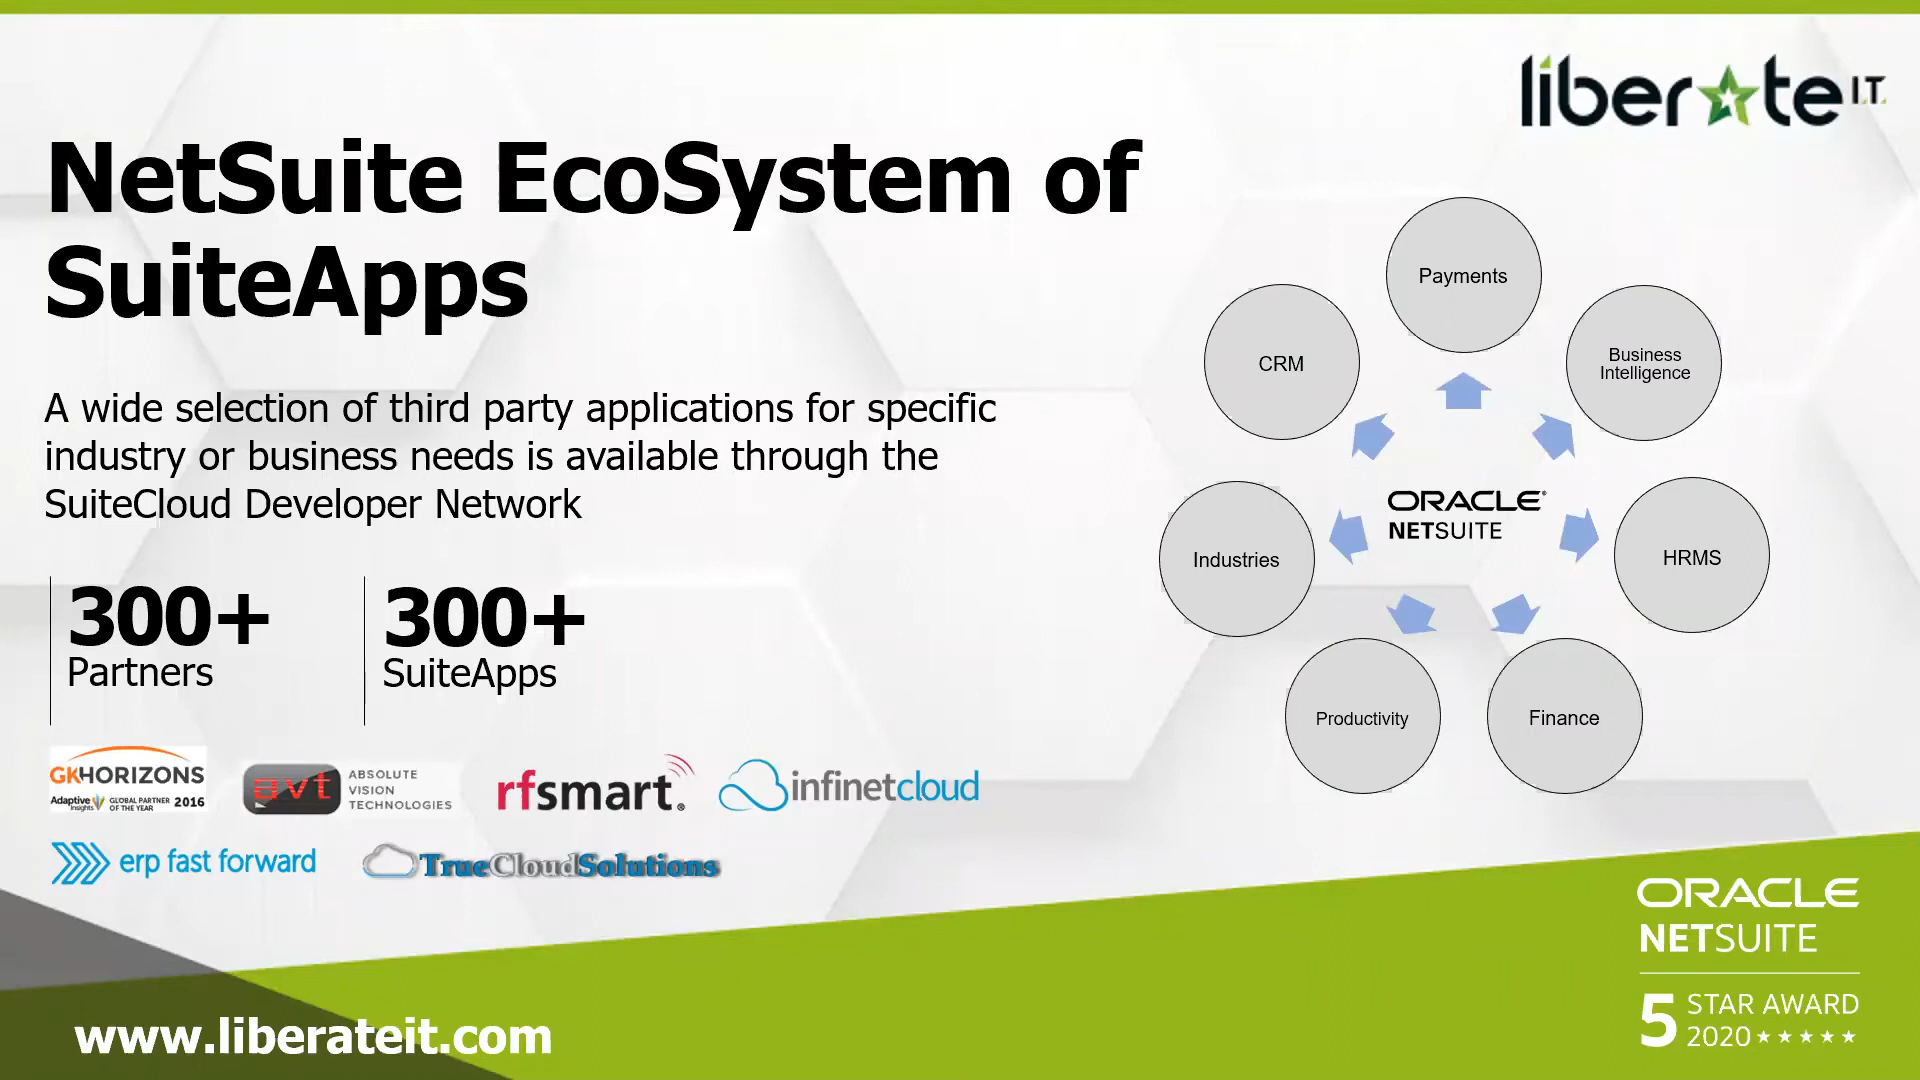 liberate I.T.
NetSuite EcoSystem of
SuiteApps
A wide selection of third party applications for specific
industry or business needs is available through the
SuiteCloud Developer Network
300+
Partners
300+
SuiteApps
GKHORIZONS
Adaptive insights GLOBAL PARTNER OF THE YEAR 2016
avt
ABSOLUTE
VISION
TECHNOLOGIES
rfsmart®
infinetcloud
erp fast forward
TrueCloudSolutions
Payments
Business
Intelligence
HRMS
Finance
Productivity
Industries
CRM
ORACLE®
NETSUITE
www.liberateit.com
ORACLE
NETSUITE
5 STAR AWARD
2020 ★★★★★